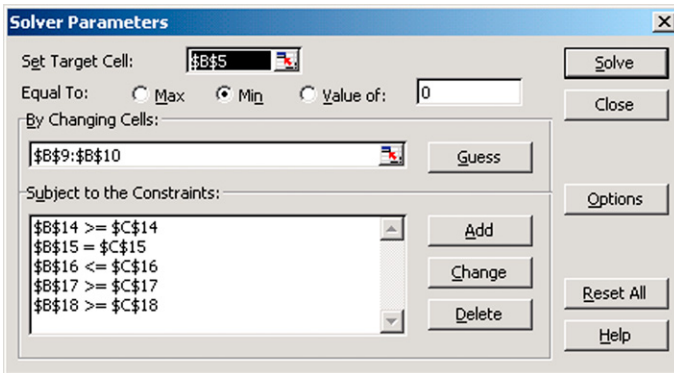 Solver Parameters
Set Target Cell: $B$5 Solve
Equal To: Max Min Value of: 0
Close
By Changing Cells:
$B$9:$B$10 Guess
Subject to the Constraints: Options
$B$14 >= $C$14 Add
$B$15 = $C$15
$B$16 <= $C$16 Change
$B$17 >= $C$17 Reset All
$B$18 >= $C$18 Delete
Help